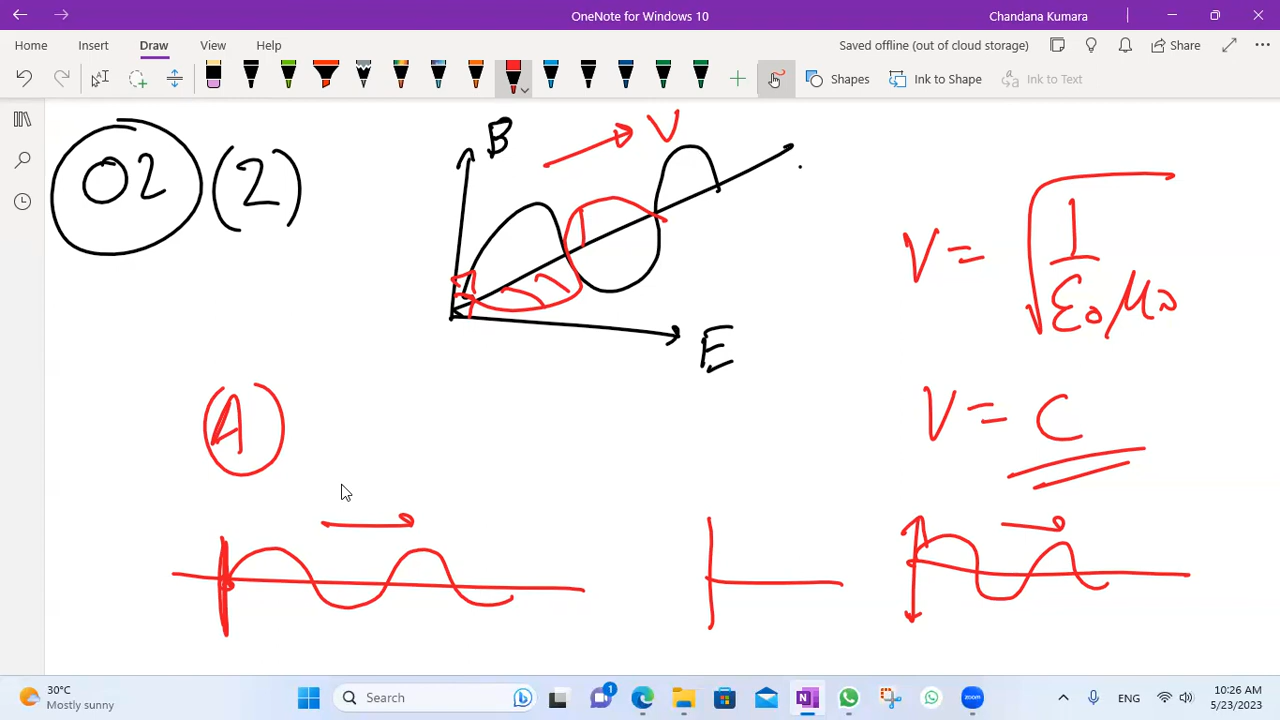 OneNote for Windows 10
Chandana Kumara
Home
Insert
Draw
View
Help
Saved offline (out of cloud storage)
Share
Shapes
Ink to Shape
Ink to Text
02 (2)
B
V
E
V = √(1/ε₀μ₀)
V = C
A
30°C
Mostly sunny
Search
1
ENG
10:26 AM
5/23/2023